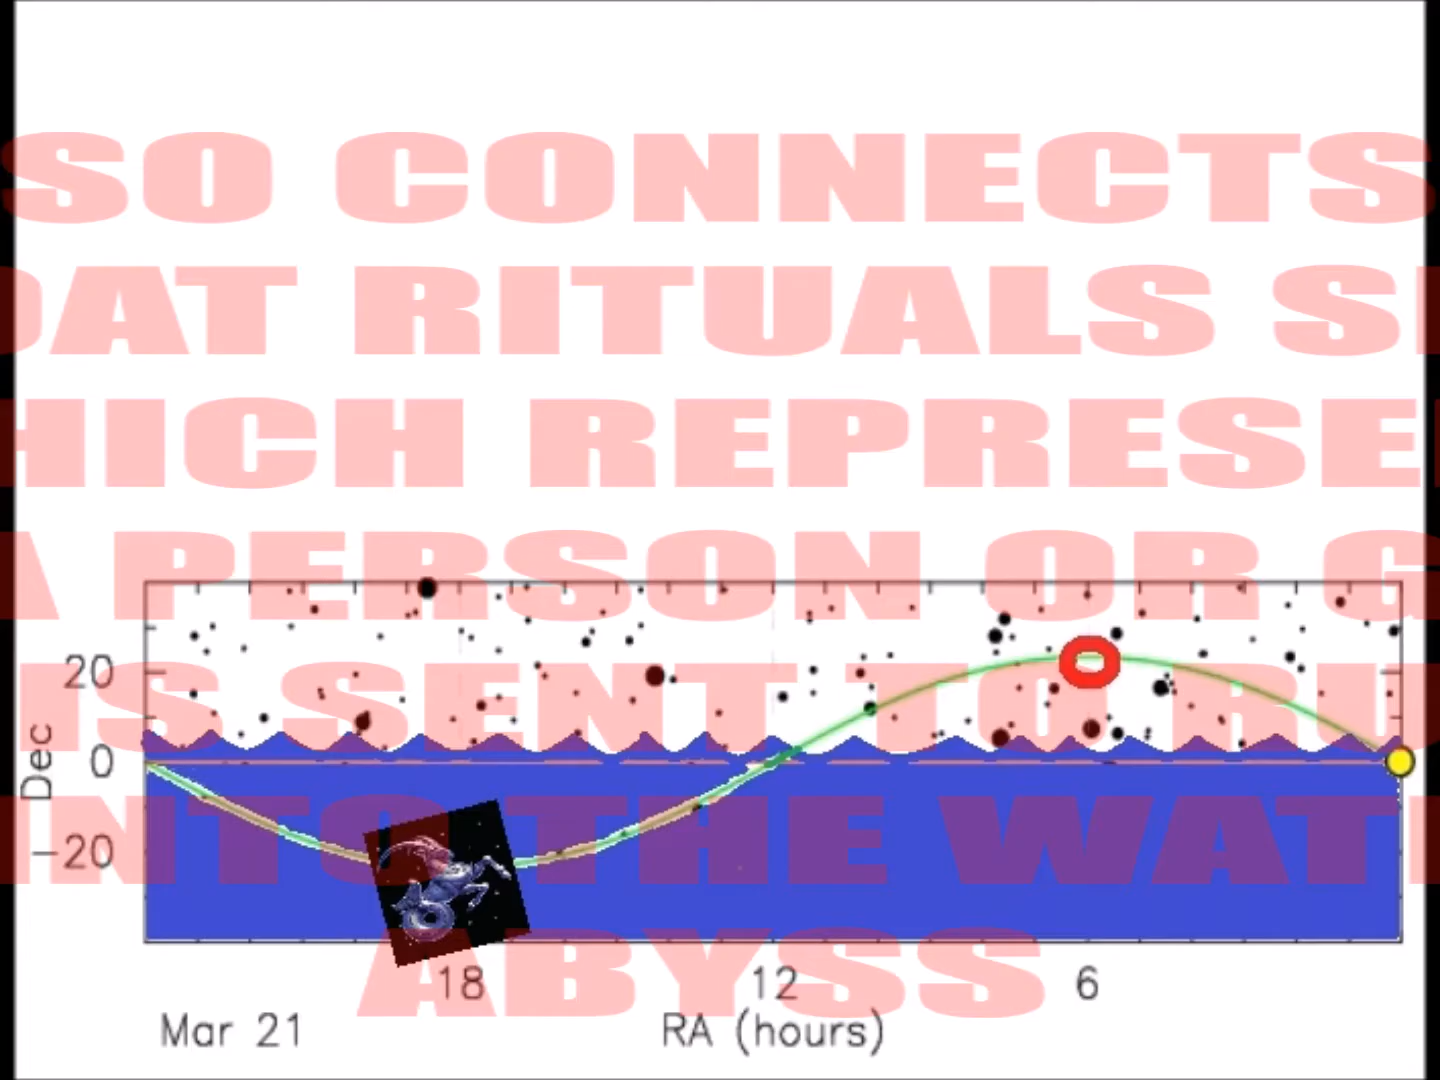 SO CONNECTS
OAT RITUALS S
HICH REPRESE
A PERSON OR G
IS SENT TO RU
INTO THE WAT
ABYSS
20
0
−20
Dec
18
12
6
Mar 21
RA (hours)